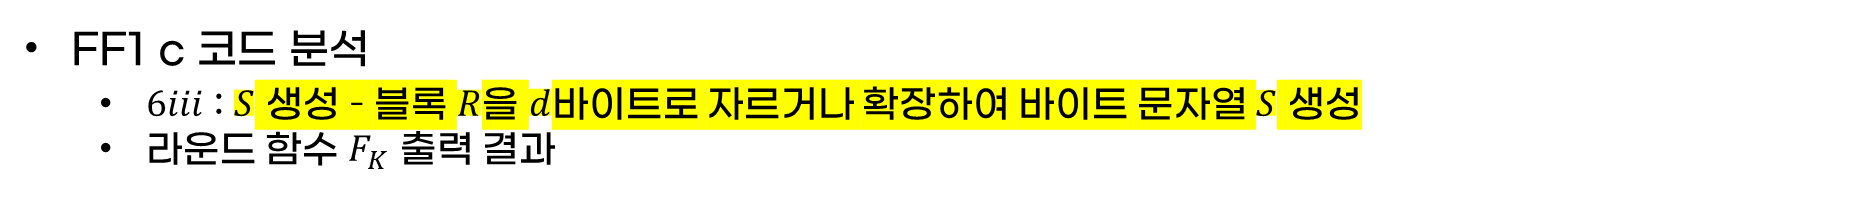 • FF1 c 코드 분석
• 6iii : S 생성 - 블록 R을 d바이트로 자르거나 확장하여 바이트 문자열 S 생성
• 라운드 함수 F_K 출력 결과